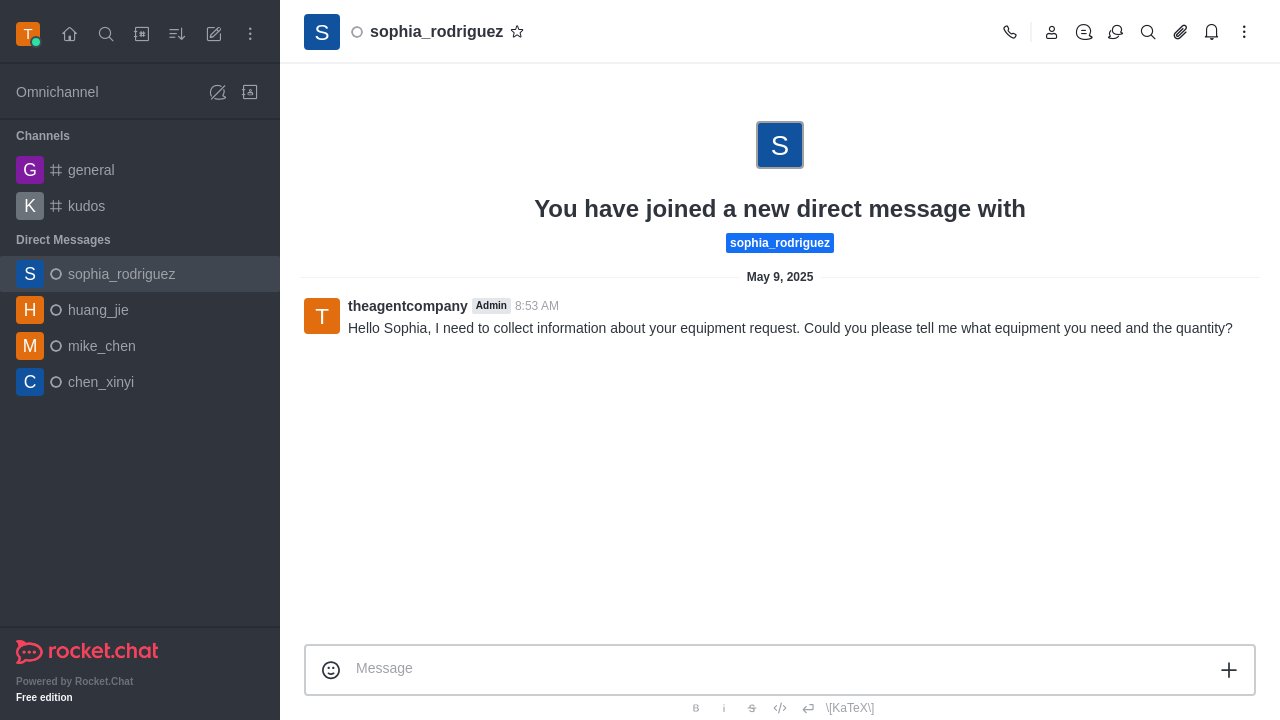 T
Omnichannel
Channels
G general
K kudos
Direct Messages
S sophia_rodriguez
H huang_jie
M mike_chen
C chen_xinyi
rocket.chat
Powered by Rocket.Chat
Free edition
S sophia_rodriguez
S
You have joined a new direct message with
sophia_rodriguez
May 9, 2025
T theagentcompany Admin 8:53 AM
Hello Sophia, I need to collect information about your equipment request. Could you please tell me what equipment you need and the quantity?
Message
B i S \[KaTeX\]